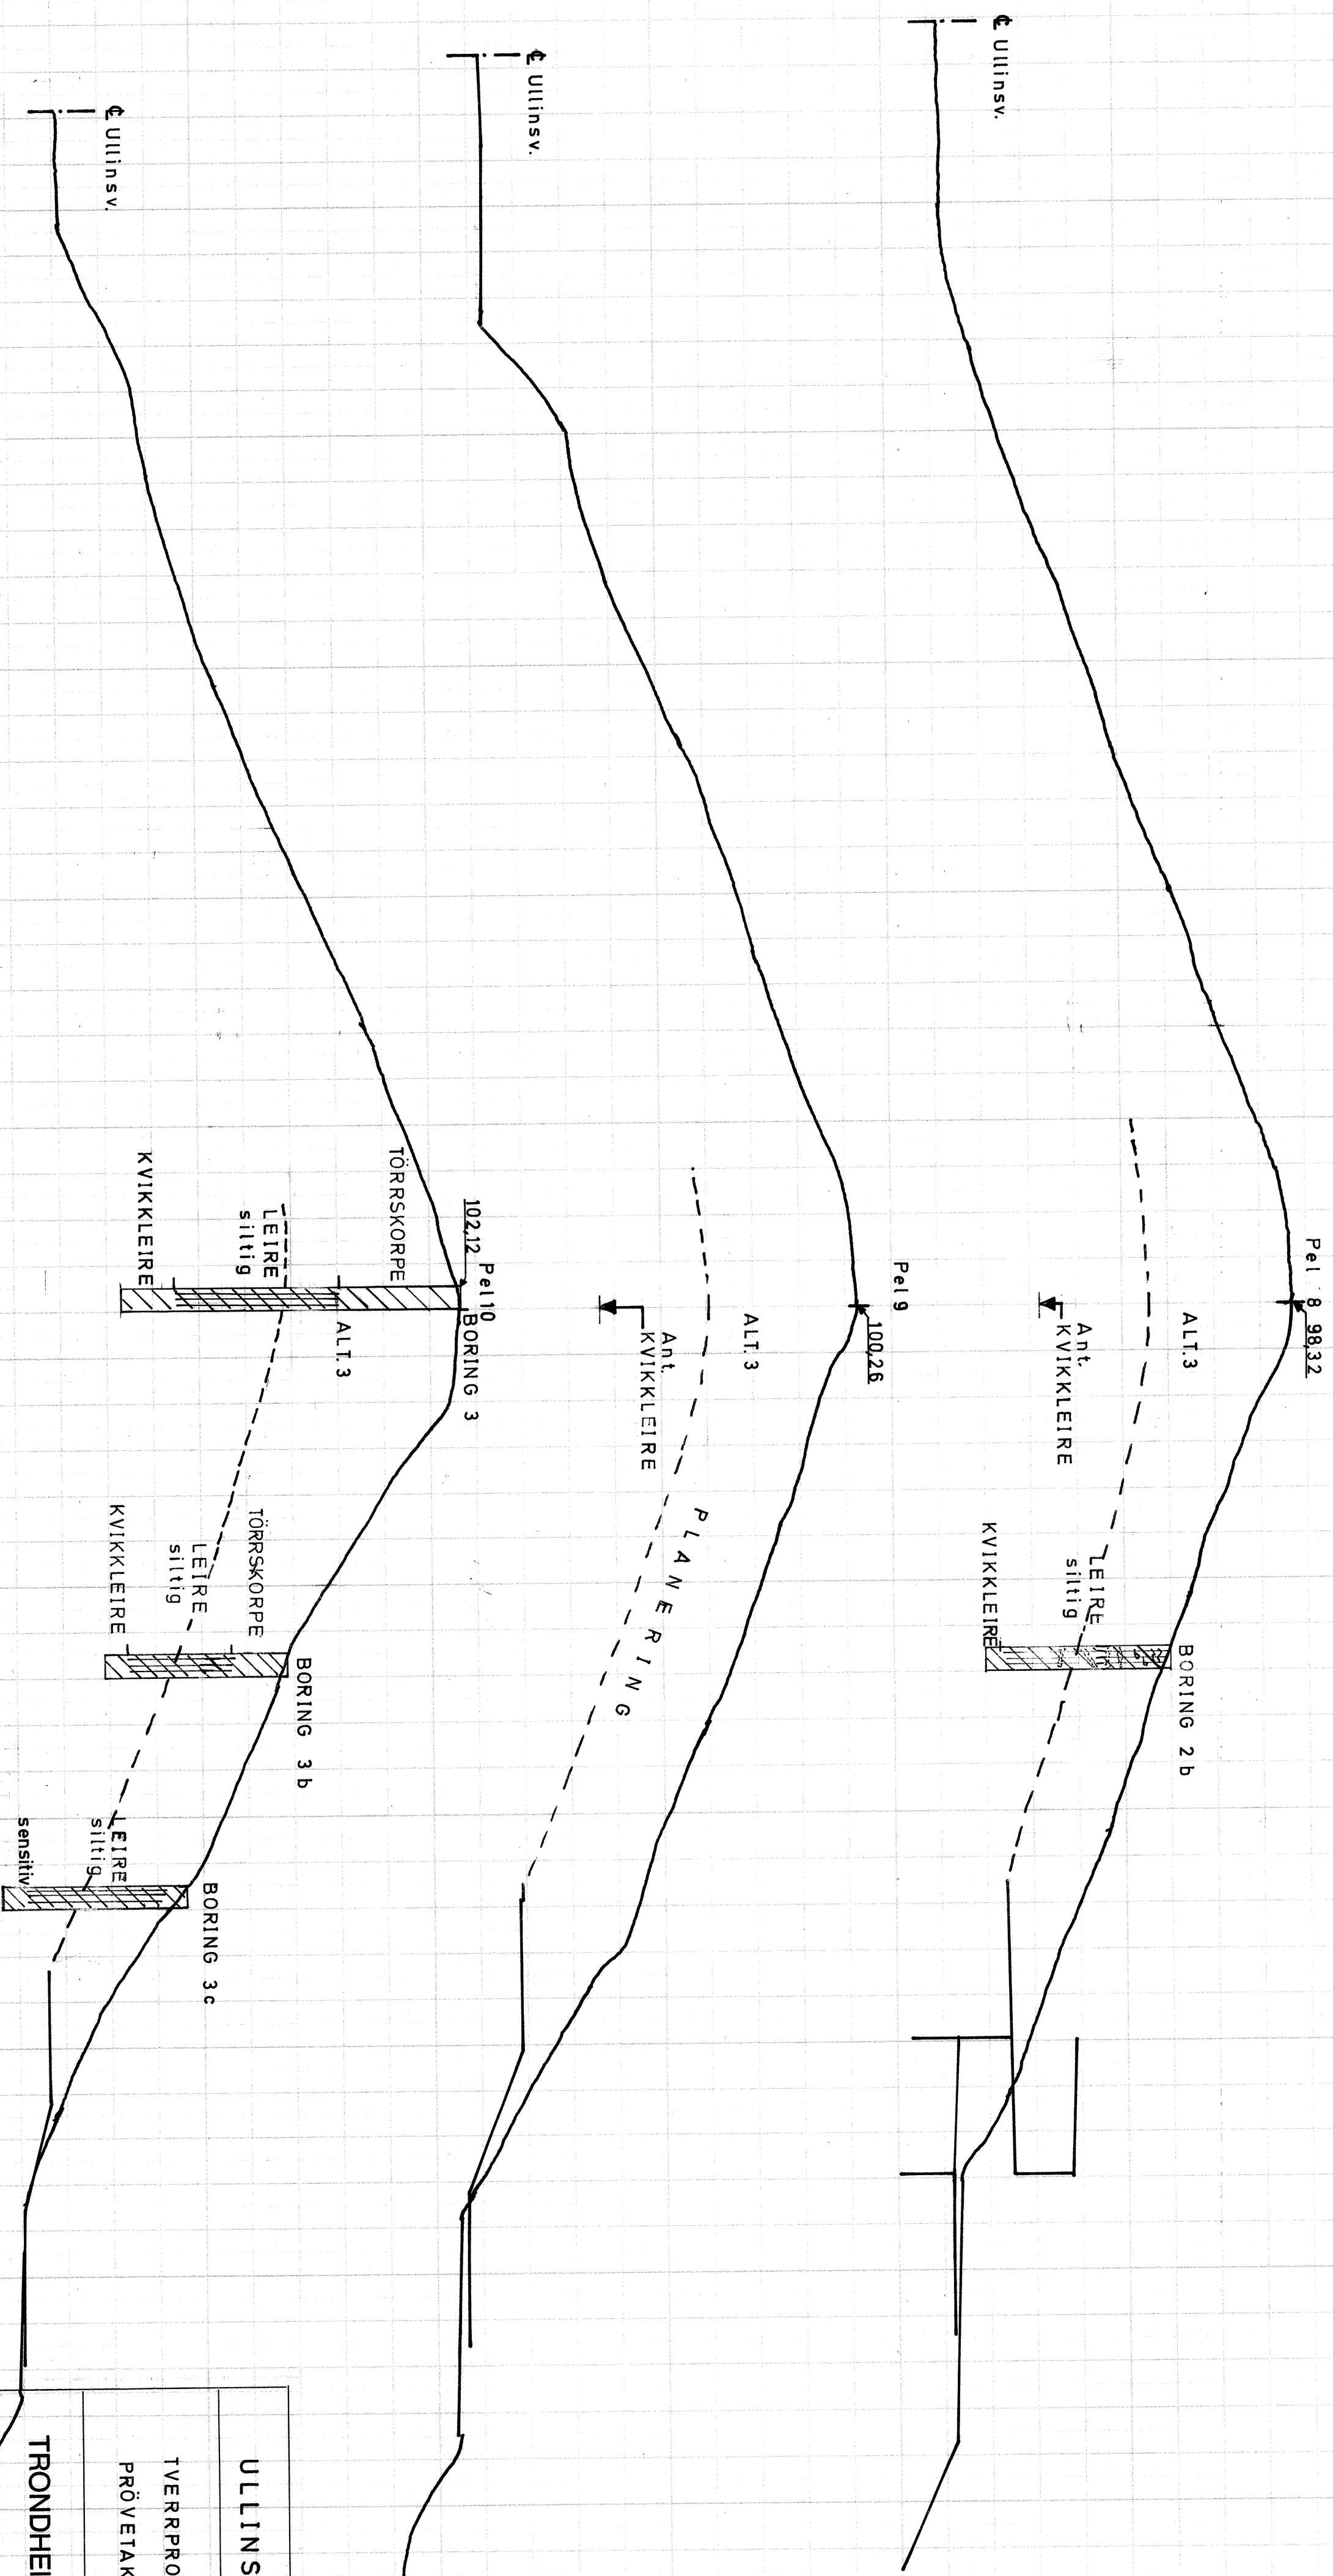 ℄ Ullinsv.
Pel 8
98,32
ALT.3
Ant.
KVIKKLEIRE
BORING 2b
LEIRE
siltig
KVIKKLEIRE
℄ Ullinsv.
Pel 9
100,26
ALT.3
Ant.
KVIKKLEIRE
PLANERING
℄ Ullinsv.
Pel 10
102,12
BORING 3
TÖRRSKORPE
ALT.3
LEIRE
siltig
KVIKKLEIRE
BORING 3b
TÖRRSKORPE
LEIRE
siltig
KVIKKLEIRE
BORING 3c
LEIRE
siltig
sensitiv
ULLINS
TVERRPRO
PRÖVETAK
TRONDHEI